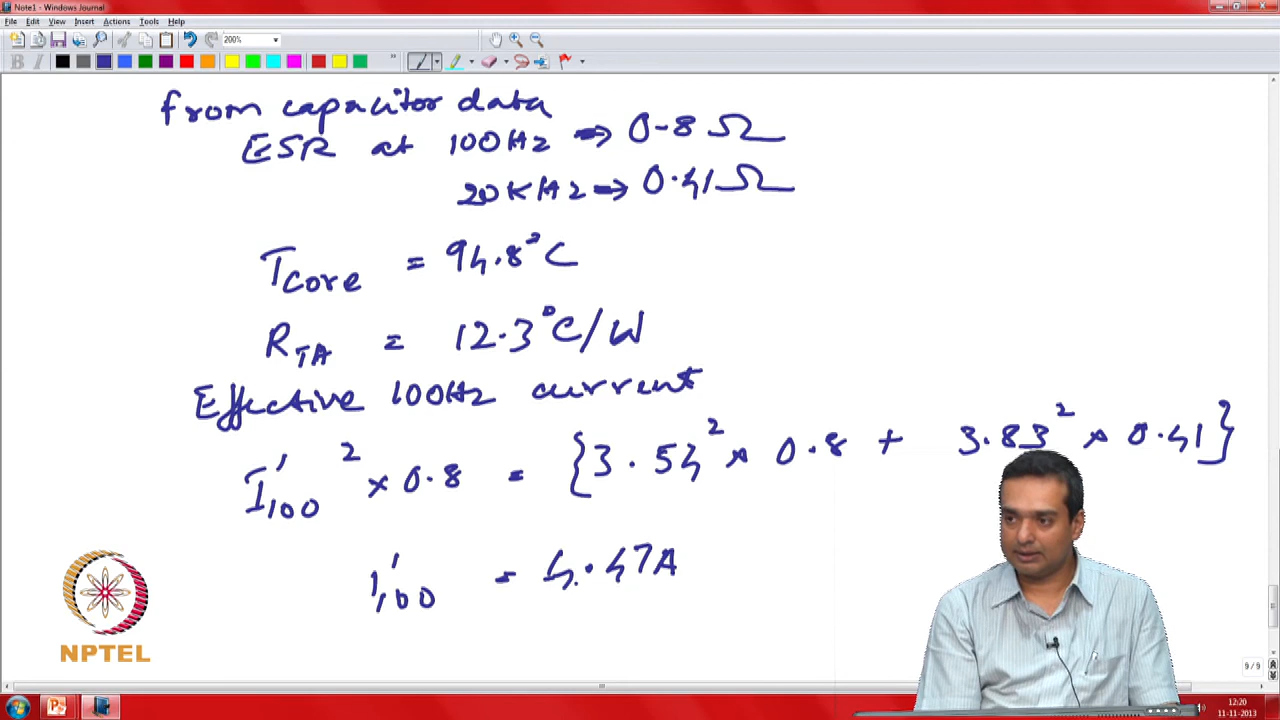 Note1 - Windows Journal
File Edit View Insert Actions Tools Help
200%
from capacitor data
ESR at 100Hz → 0.8 Ω
20KHz → 0.41 Ω
Tcore = 94.8°C
RTA = 12.3°C/W
Effective 100Hz current
I'100² × 0.8 = {3.54² × 0.8 + 3.83² × 0.41}
I'100 = 4.47A
NPTEL
9/9
12:20
11-11-2013